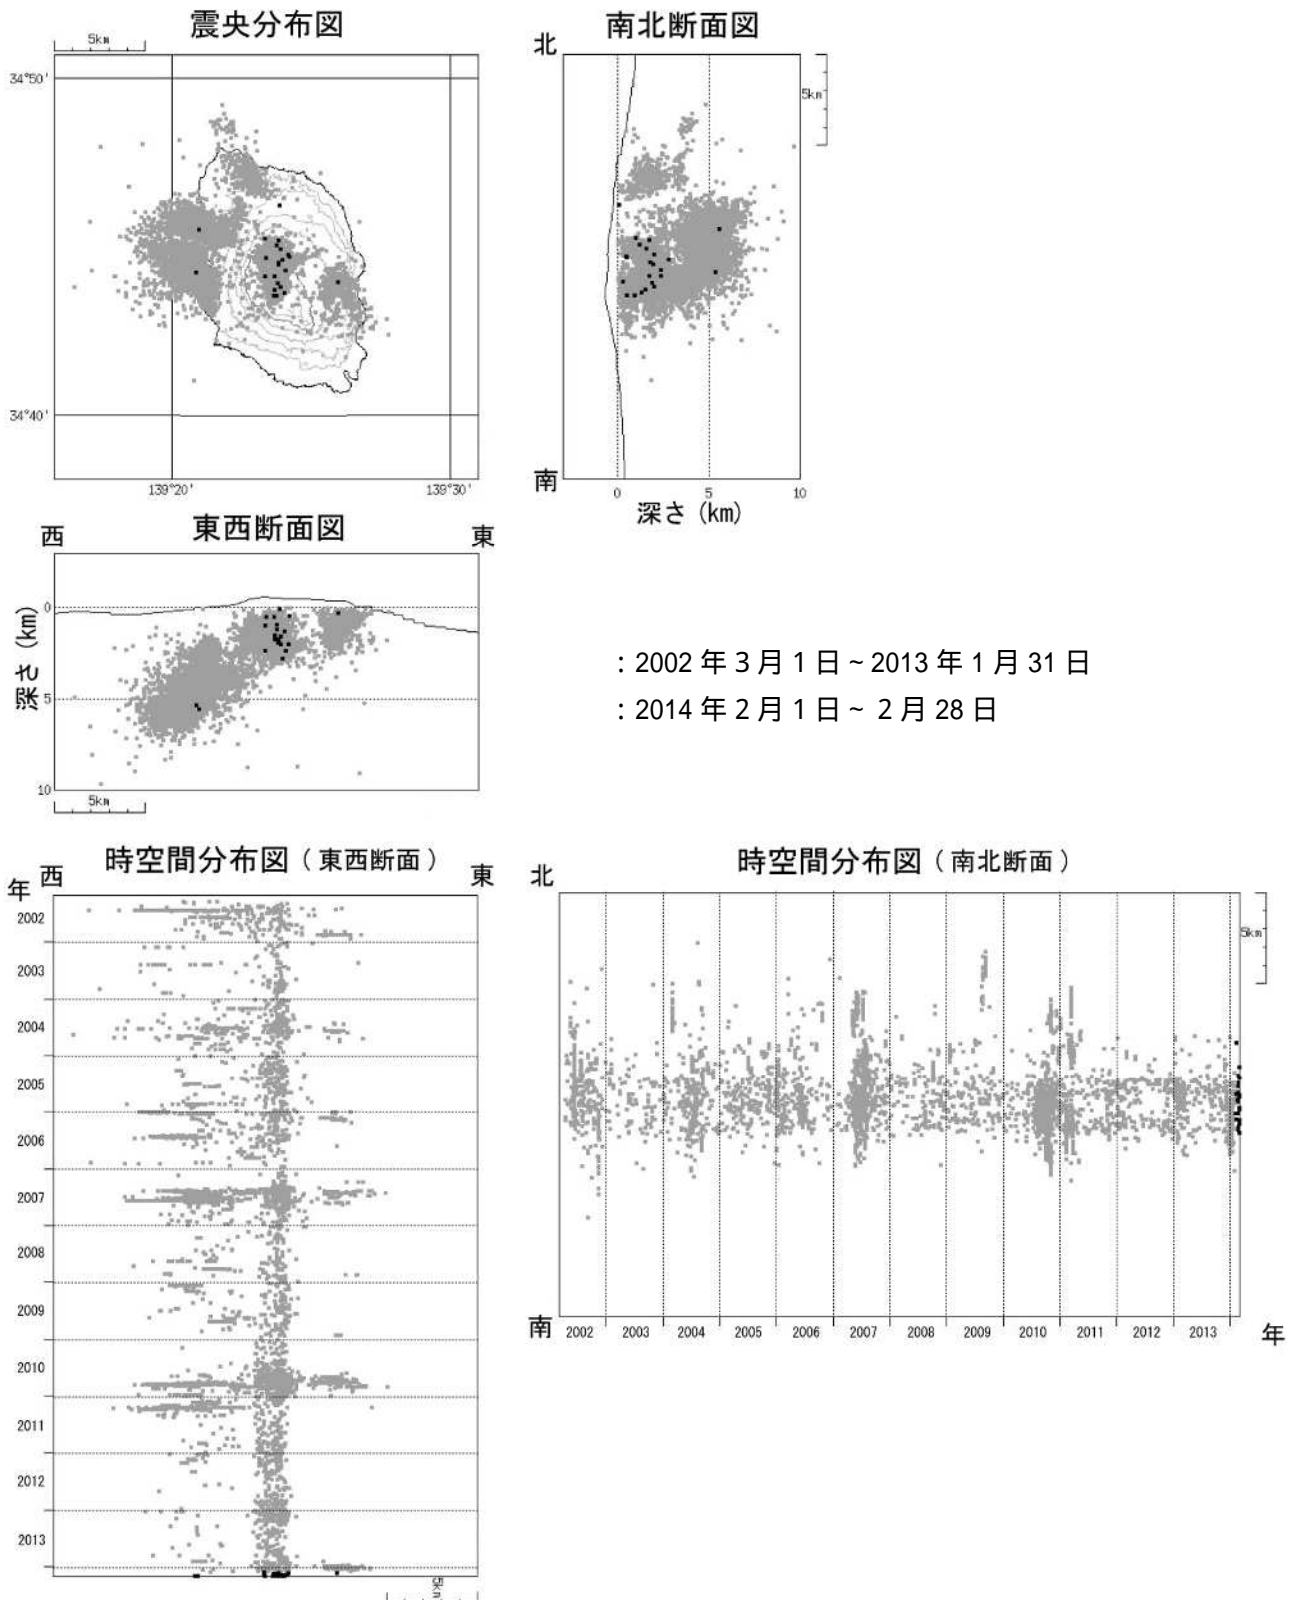 震央分布図
5km
34°50'
34°40'
139°20'
139°30'
南北断面図
北
5km
南
0
5
10
深さ (km)
東西断面図
西
東
深さ (km)
0
5
10
5km
: 2002 年 3 月 1 日 ~ 2013 年 1 月 31 日
: 2014 年 2 月 1 日 ~ 2 月 28 日
時空間分布図 ( 東西断面 )
年
西
東
2002
2003
2004
2005
2006
2007
2008
2009
2010
2011
2012
2013
5km
時空間分布図 ( 南北断面 )
北
5km
南
2002 2003 2004 2005 2006 2007 2008 2009 2010 2011 2012 2013
年